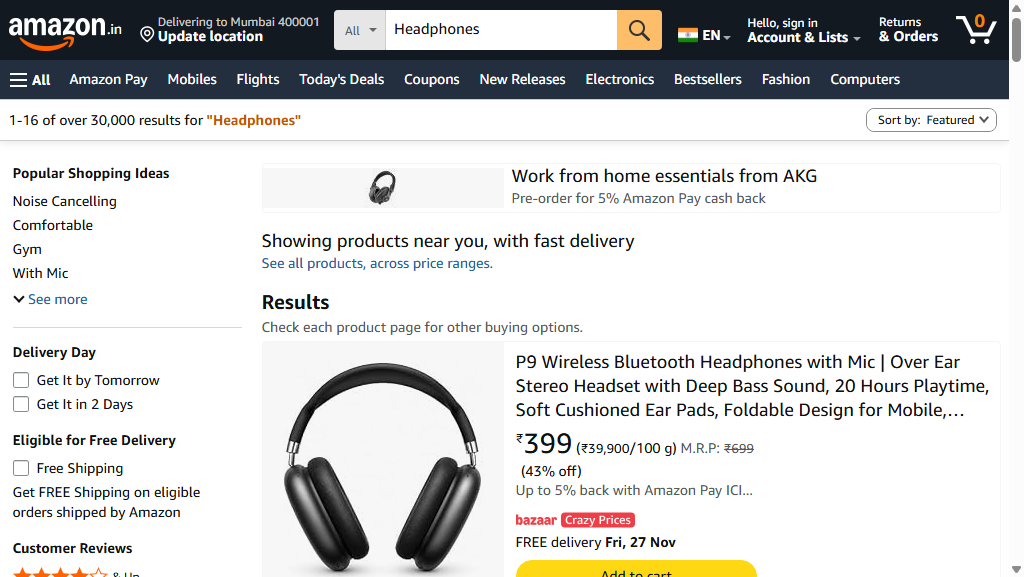 amazon.in
Delivering to Mumbai 400001
Update location
All
Headphones
EN
Hello, sign in
Account & Lists
Returns
& Orders
0
All
Amazon Pay
Mobiles
Flights
Today's Deals
Coupons
New Releases
Electronics
Bestsellers
Fashion
Computers
1-16 of over 30,000 results for "Headphones"
Sort by: Featured
Popular Shopping Ideas
Noise Cancelling
Comfortable
Gym
With Mic
See more
Delivery Day
Get It by Tomorrow
Get It in 2 Days
Eligible for Free Delivery
Free Shipping
Get FREE Shipping on eligible
orders shipped by Amazon
Customer Reviews
& Up
Work from home essentials from AKG
Pre-order for 5% Amazon Pay cash back
Showing products near you, with fast delivery
See all products, across price ranges.
Results
Check each product page for other buying options.
P9 Wireless Bluetooth Headphones with Mic | Over Ear
Stereo Headset with Deep Bass Sound, 20 Hours Playtime,
Soft Cushioned Ear Pads, Foldable Design for Mobile,…
₹399 (₹39,900/100 g) M.R.P: ₹699
(43% off)
Up to 5% back with Amazon Pay ICI…
bazaar Crazy Prices
FREE delivery Fri, 27 Nov
Add to cart